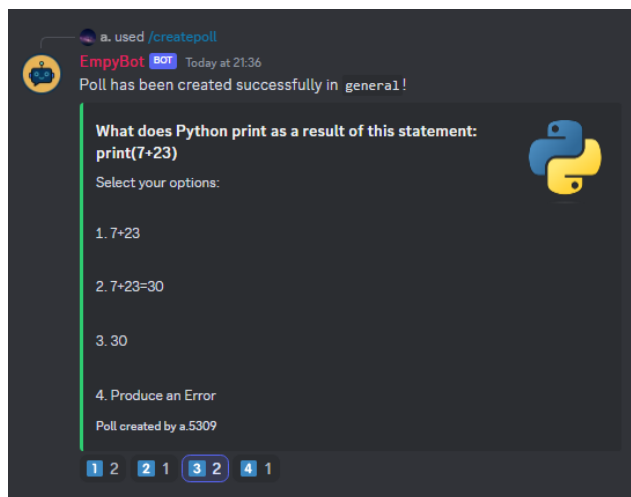 a. used /createpoll
EmpyBot BOT Today at 21:36
Poll has been created successfully in general!
What does Python print as a result of this statement:
print(7+23)
Select your options:
1. 7+23
2. 7+23=30
3. 30
4. Produce an Error
Poll created by a.5309
1 2 2 1 3 2 4 1